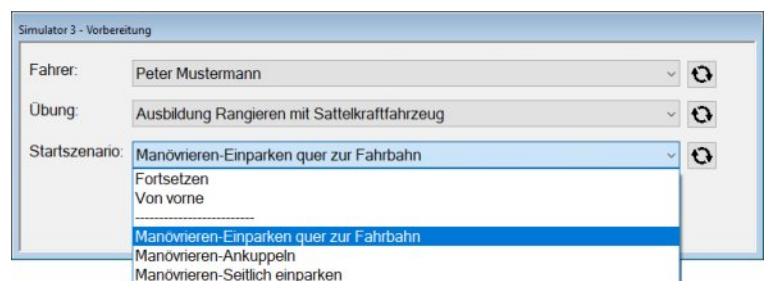 Simulator 3 - Vorbereitung
Fahrer: Peter Mustermann
Übung: Ausbildung Rangieren mit Sattelkraftfahrzeug
Startszenario: Manövrieren-Einparken quer zur Fahrbahn
Fortsetzen
Von vorne
------------------------
Manövrieren-Einparken quer zur Fahrbahn
Manövrieren-Ankuppeln
Manövrieren-Seitlich einparken